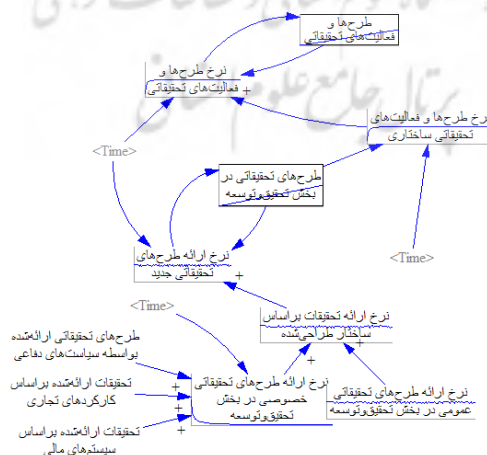 طرح‌ها و
فعالیت‌های تحقیقاتی
نرخ طرح‌ها و
فعالیت‌های تحقیقاتی
+
نرخ طرح‌ها و فعالیت‌های
تحقیقاتی ساختاری
<Time>
طرح‌های تحقیقاتی در
بخش تحقیق‌وتوسعه
نرخ ارائه طرح‌های
تحقیقاتی جدید
+
<Time>
<Time>
نرخ ارائه تحقیقات براساس
ساختار طراحی‌شده
+
+
طرح‌های تحقیقاتی ارائه‌شده
بواسطه سیاست‌های دفاعی
تحقیقات ارائه‌شده براساس
کارکردهای تجاری
تحقیقات ارائه‌شده براساس
سیستم‌های مالی
+
+
+
نرخ ارائه طرح‌های تحقیقاتی
خصوصی در بخش
تحقیق‌وتوسعه
نرخ ارائه طرح‌های تحقیقاتی
عمومی در بخش تحقیق‌وتوسعه
پرتال جامع علوم انسانی